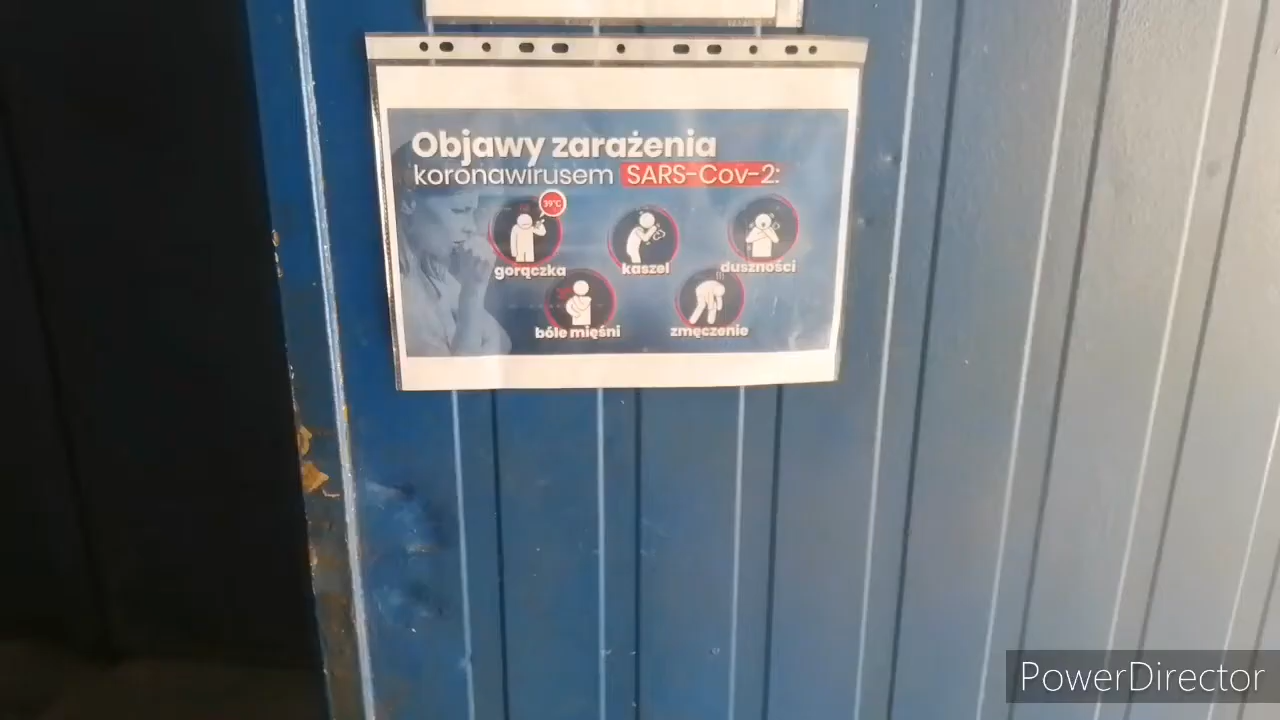 Objawy zarażenia
koronawirusem SARS-Cov-2:
39°C
gorączka
kaszel
duszności
bóle mięśni
zmęczenie
PowerDirector